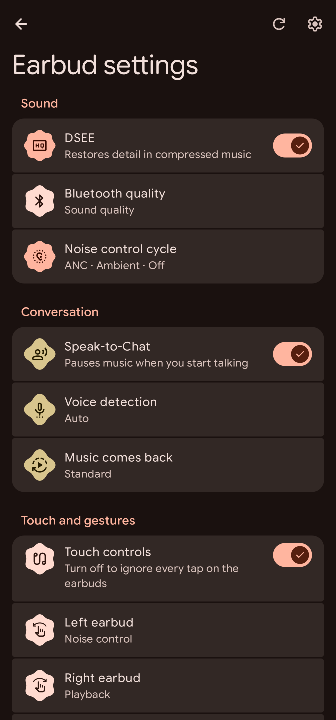 Earbud settings
Sound
HQ
DSEE
Restores detail in compressed music
Bluetooth quality
Sound quality
Noise control cycle
ANC · Ambient · Off
Conversation
Speak-to-Chat
Pauses music when you start talking
Voice detection
Auto
Music comes back
Standard
Touch and gestures
Touch controls
Turn off to ignore every tap on the
earbuds
Left earbud
Noise control
Right earbud
Playback